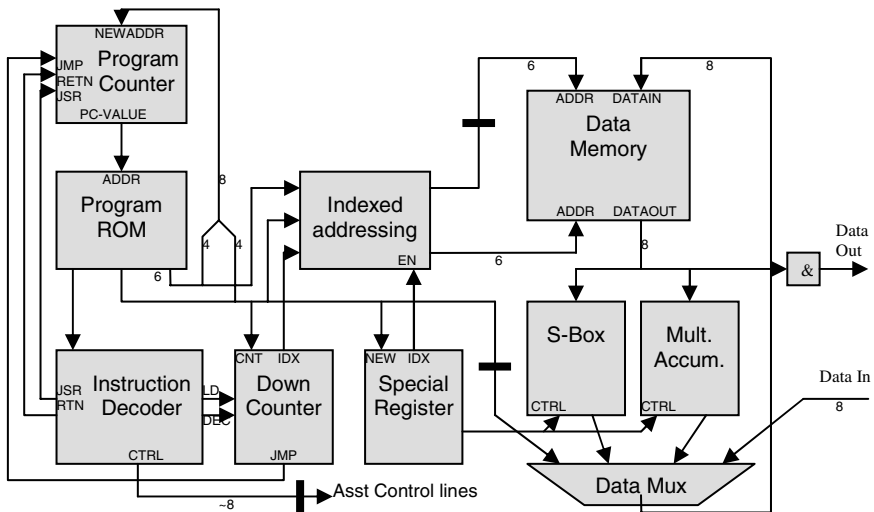 NEWADDR
Program
Counter
JMP
RETN
JSR
PC-VALUE
6
8
ADDR DATAIN
Data
Memory
ADDR DATAOUT
ADDR
Program
ROM
8
4
4
6
Indexed
addressing
EN
6
8
&
Data
Out
JSR
RTN
Instruction
Decoder
CTRL
LD
DEC
CNT IDX
Down
Counter
JMP
NEW IDX
Special
Register
S-Box
CTRL
Mult.
Accum.
CTRL
Data In
8
Data Mux
~8
Asst Control lines